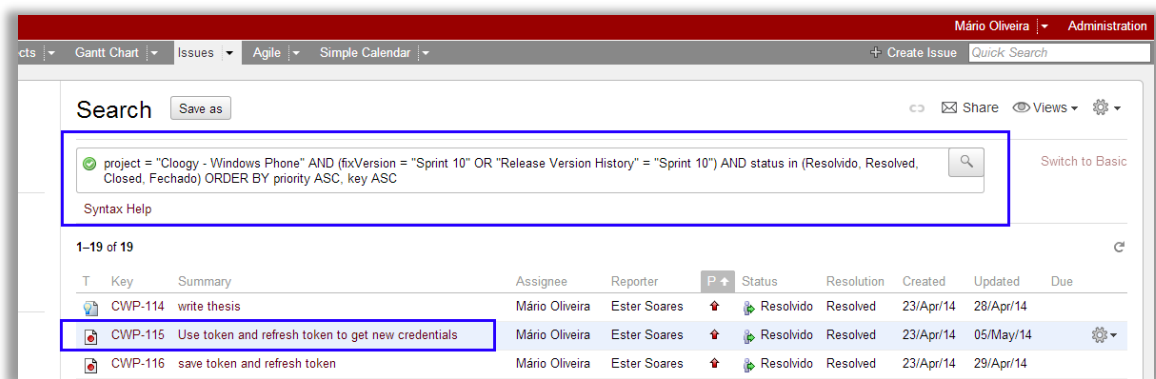 Mário Oliveira Administration
cts Gantt Chart Issues Agile Simple Calendar + Create Issue Quick Search
Search Save as Share Views
project = "Cloogy - Windows Phone" AND (fixVersion = "Sprint 10" OR "Release Version History" = "Sprint 10") AND status in (Resolvido, Resolved,
Closed, Fechado) ORDER BY priority ASC, key ASC
Switch to Basic
Syntax Help
1–19 of 19
T Key Summary Assignee Reporter P Status Resolution Created Updated Due
CWP-114 write thesis Mário Oliveira Ester Soares Resolvido Resolved 23/Apr/14 28/Apr/14
CWP-115 Use token and refresh token to get new credentials Mário Oliveira Ester Soares Resolvido Resolved 23/Apr/14 05/May/14
CWP-116 save token and refresh token Mário Oliveira Ester Soares Resolvido Resolved 23/Apr/14 29/Apr/14